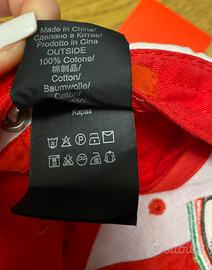 Made in China/
Сделано в Китае/
Prodotto in Cina
OUTSIDE
100% Cotone/
棉制品/
Cotton/
Baumwolle/
Kapas